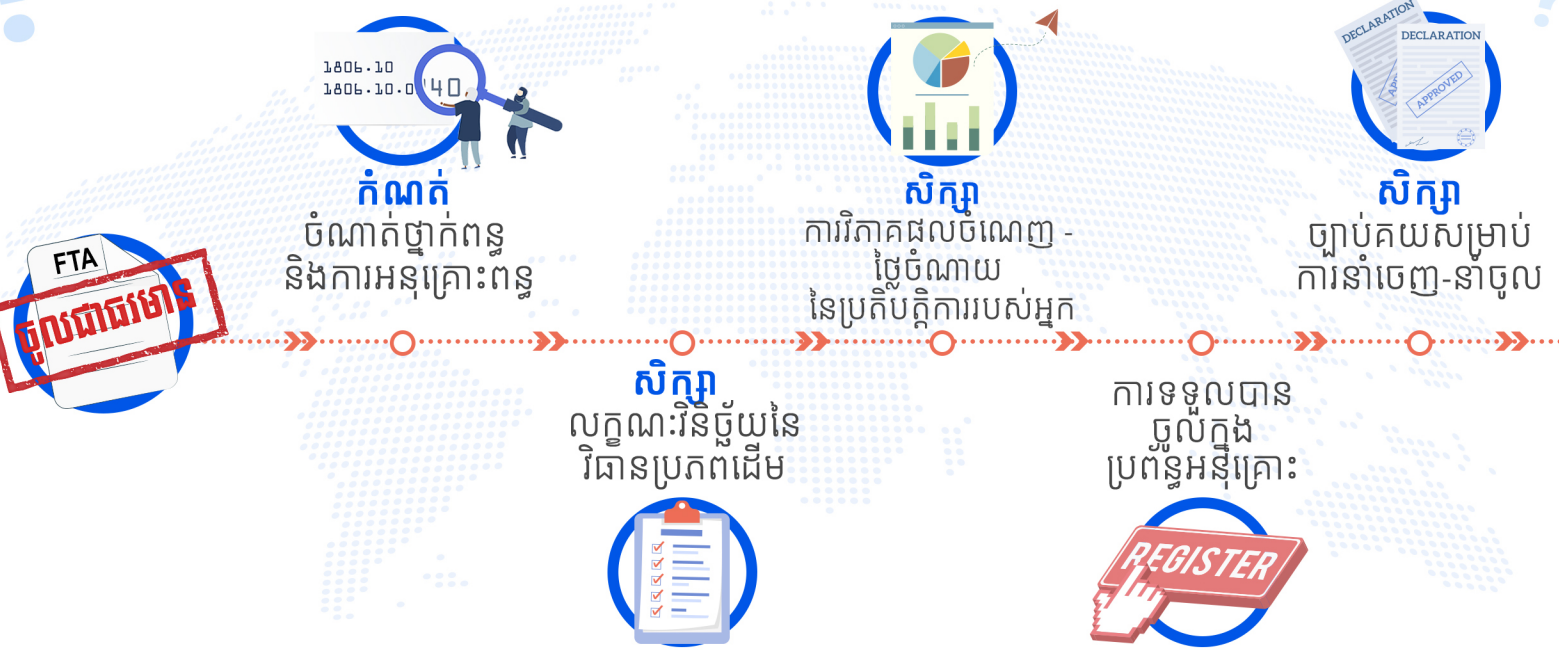 FTA
ចូលជាធរមាន
1806.10
1806.10.0
40
កំណត់
ចំណាត់ថ្នាក់ពន្ធ
និងការអនុគ្រោះពន្ធ
សិក្សា
លក្ខណៈវិនិច្ឆ័យនៃ
វិធានប្រភពដើម
សិក្សា
ការវិភាគផលចំណេញ -
ថ្លៃចំណាយ
នៃប្រតិបត្តិការរបស់អ្នក
ការទទួលបាន
ចូលក្នុង
ប្រព័ន្ធអនុគ្រោះ
REGISTER
DECLARATION
DECLARATION
APPROVED
សិក្សា
ច្បាប់គយសម្រាប់
ការនាំចេញ-នាំចូល